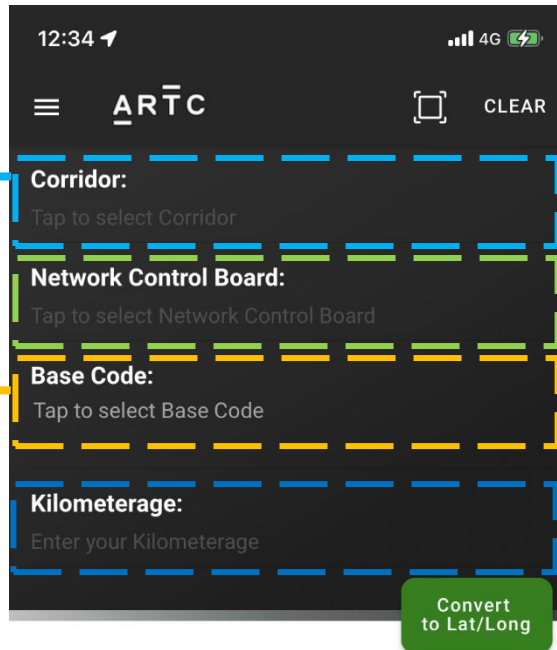 12:34 4G
ARTC CLEAR
Corridor:
Tap to select Corridor
Network Control Board:
Tap to select Network Control Board
Base Code:
Tap to select Base Code
Kilometerage:
Enter your Kilometerage
Convert
to Lat/Long